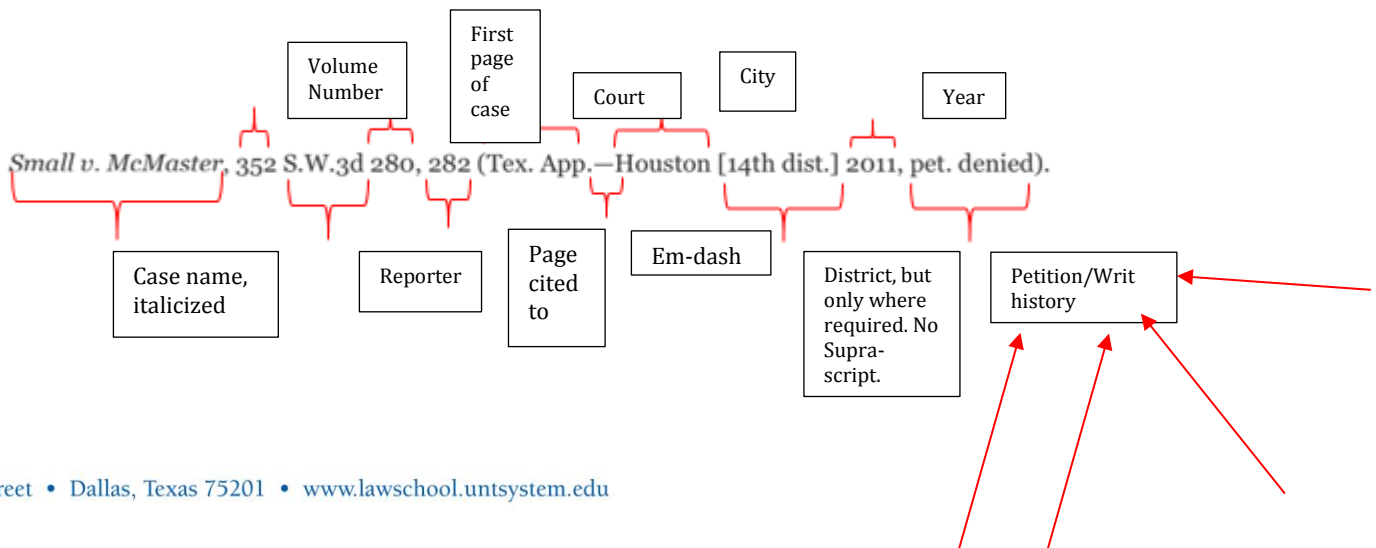 First
page
of
case
Volume
Number
Court
City
Year
Small v. McMaster, 352 S.W.3d 280, 282 (Tex. App.—Houston [14th dist.] 2011, pet. denied).
Case name,
italicized
Reporter
Page
cited
to
Em-dash
District, but
only where
required. No
Supra-
script.
Petition/Writ
history
reet • Dallas, Texas 75201 • www.lawschool.untsystem.edu